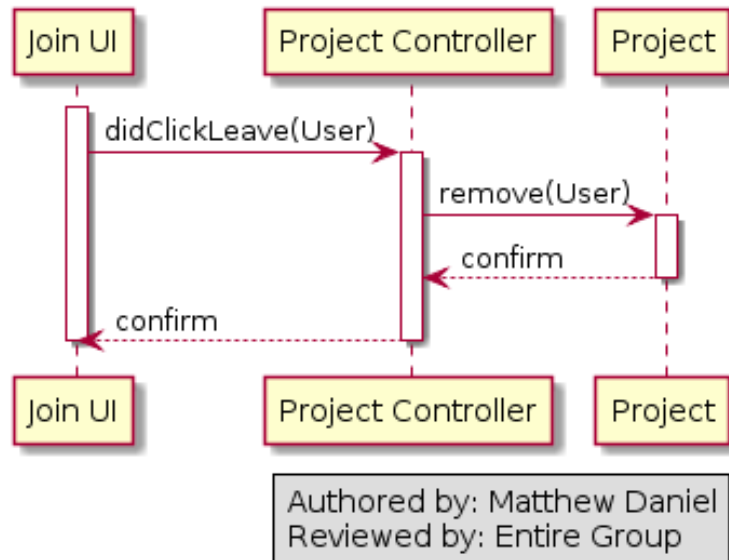 Join UI
Project Controller
Project
didClickLeave(User)
remove(User)
confirm
confirm
Join UI
Project Controller
Project
Authored by: Matthew Daniel
Reviewed by: Entire Group